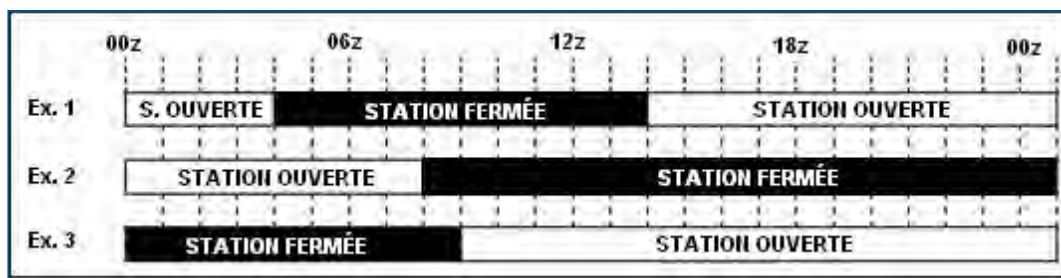 00z 06z 12z 18z 00z
Ex. 1 S. OUVERTE STATION FERMÉE STATION OUVERTE
Ex. 2 STATION OUVERTE STATION FERMÉE
Ex. 3 STATION FERMÉE STATION OUVERTE